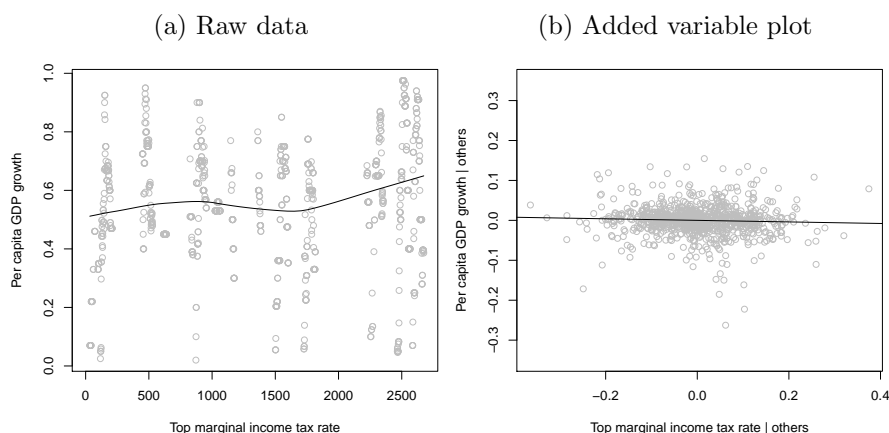 (a) Raw data
Per capita GDP growth
1.0
0.8
0.6
0.4
0.2
0.0
0 500 1000 1500 2000 2500
Top marginal income tax rate
(b) Added variable plot
Per capita GDP growth | others
0.3
0.2
0.1
0.0
−0.1
−0.2
−0.3
−0.2 0.0 0.2 0.4
Top marginal income tax rate | others